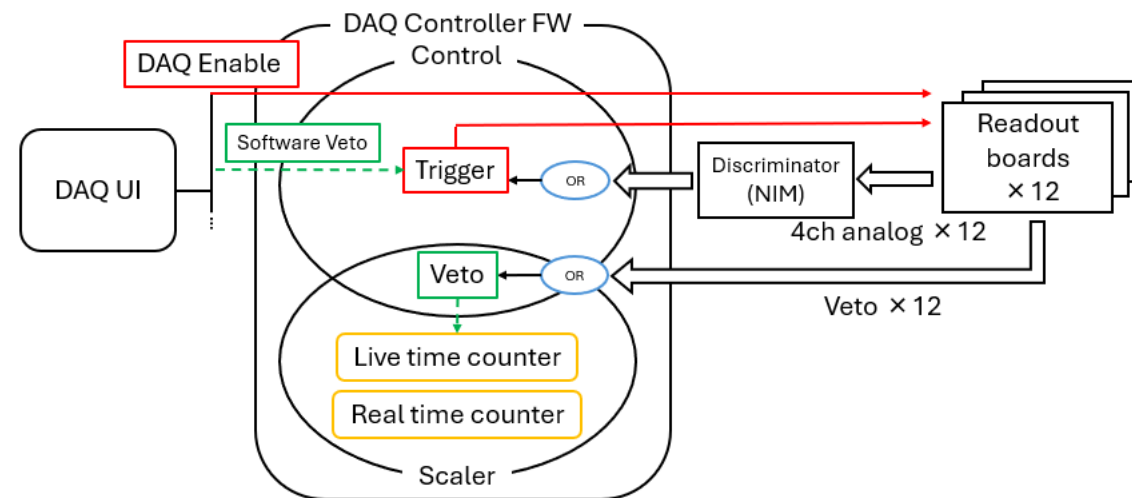 DAQ Controller FW
Control
DAQ Enable
Software Veto
DAQ UI
Trigger
OR
Discriminator
(NIM)
Readout
boards
×12
4ch analog ×12
Veto
OR
Veto ×12
Live time counter
Real time counter
Scaler